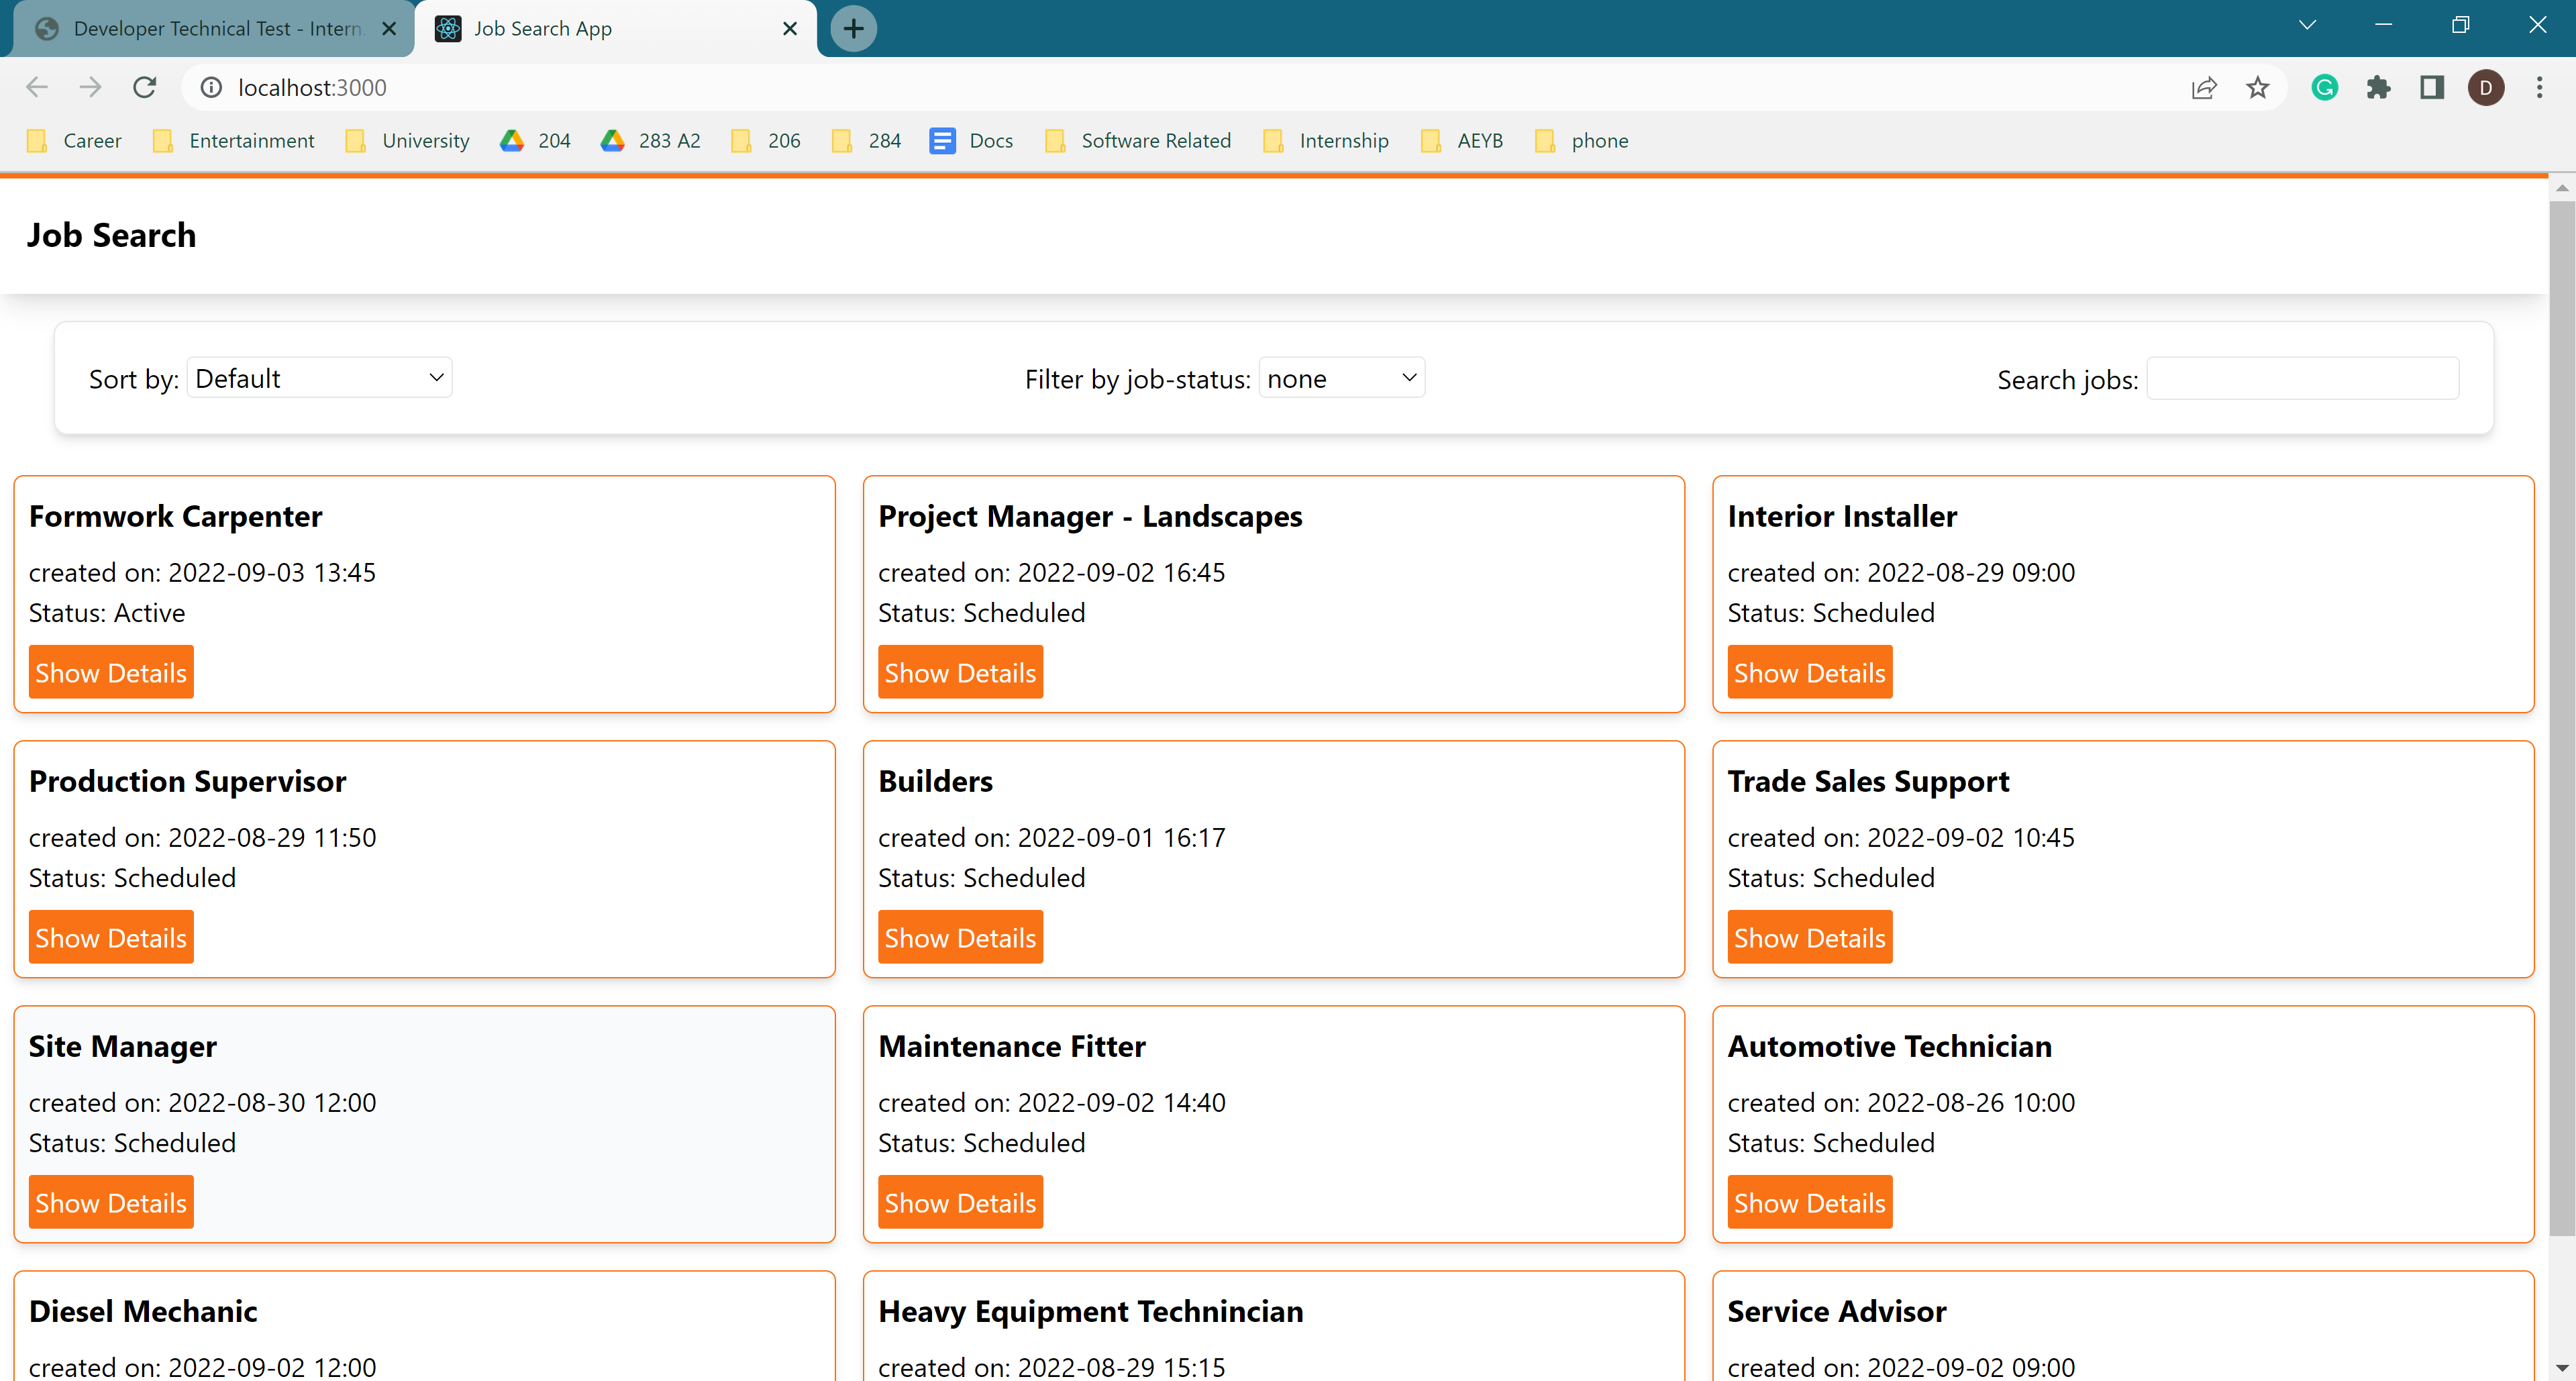 Developer Technical Test - Intern
Job Search App
localhost:3000
D
Career
Entertainment
University
204
283 A2
206
284
Docs
Software Related
Internship
AEYB
phone
Job Search
Sort by: Default
Filter by job-status: none
Search jobs:
Formwork Carpenter
created on: 2022-09-03 13:45
Status: Active
Show Details
Project Manager - Landscapes
created on: 2022-09-02 16:45
Status: Scheduled
Show Details
Interior Installer
created on: 2022-08-29 09:00
Status: Scheduled
Show Details
Production Supervisor
created on: 2022-08-29 11:50
Status: Scheduled
Show Details
Builders
created on: 2022-09-01 16:17
Status: Scheduled
Show Details
Trade Sales Support
created on: 2022-09-02 10:45
Status: Scheduled
Show Details
Site Manager
created on: 2022-08-30 12:00
Status: Scheduled
Show Details
Maintenance Fitter
created on: 2022-09-02 14:40
Status: Scheduled
Show Details
Automotive Technician
created on: 2022-08-26 10:00
Status: Scheduled
Show Details
Diesel Mechanic
created on: 2022-09-02 12:00
Heavy Equipment Technincian
created on: 2022-08-29 15:15
Service Advisor
created on: 2022-09-02 09:00